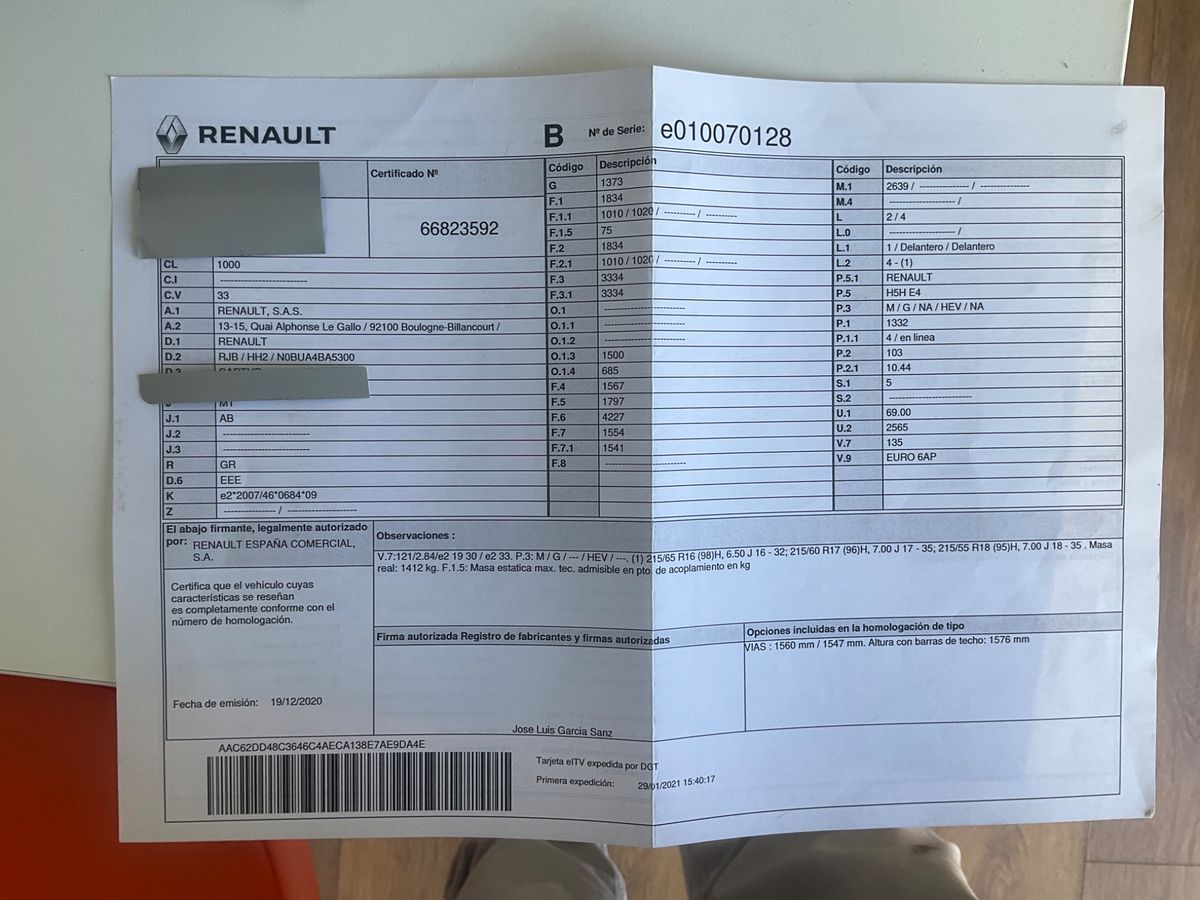 RENAULT
B Nº de Serie: e010070128
Certificado Nº
66823592
CL 1000
C.I ------------------------
C.V 33
A.1 RENAULT, S.A.S.
A.2 13-15, Quai Alphonse Le Gallo / 92100 Boulogne-Billancourt /
D.1 RENAULT
D.2 RJB / HH2 / N0BUA4BA5300
J.1 AB
J.2 ------------------------
J.3 ------------------------
R GR
D.6 EEE
K e2*2007/46*0684*09
Z --------------- / --------------------
Código Descripción
G 1373
F.1 1834
F.1.1 1010 / 1020 / --------- / ---------
F.1.5 75
F.2 1834
F.2.1 1010 / 1020 / --------- / ---------
F.3 3334
F.3.1 3334
O.1 ------------------------
O.1.1 ------------------------
O.1.2 ------------------------
O.1.3 1500
O.1.4 685
F.4 1567
F.5 1797
F.6 4227
F.7 1554
F.7.1 1541
F.8 ------------------------
Código Descripción
M.1 2639 / --------------- / ---------------
M.4 -------------------- /
L 2 / 4
L.0 -------------------- /
L.1 1 / Delantero / Delantero
L.2 4 - (1)
P.5.1 RENAULT
P.5 H5H E4
P.3 M / G / NA / HEV / NA
P.1 1332
P.1.1 4 / en linea
P.2 103
P.2.1 10.44
S.1 5
S.2 ------------------------
U.1 69.00
U.2 2565
V.7 135
V.9 EURO 6AP
El abajo firmante, legalmente autorizado
por: RENAULT ESPAÑA COMERCIAL,
S.A.
Certifica que el vehículo cuyas
características se reseñan
es completamente conforme con el
número de homologación.
Fecha de emisión: 19/12/2020
Observaciones :
V.7:121/2.84/e2 19 30 / e2 33. P.3: M / G / --- / HEV / ---. (1) 215/65 R16 (98)H, 6.50 J 16 - 32; 215/60 R17 (96)H, 7.00 J 17 - 35; 215/55 R18 (95)H, 7.00 J 18 - 35 . Masa
real: 1412 kg. F.1.5: Masa estatica max. tec. admisible en pto. de acoplamiento en kg
Firma autorizada Registro de fabricantes y firmas autorizadas
Jose Luis Garcia Sanz
Opciones incluidas en la homologación de tipo
VIAS : 1560 mm / 1547 mm. Altura con barras de techo: 1576 mm
AAC62DD48C3646C4AECA138E7AE9DA4E
Tarjeta eITV expedida por DGT
Primera expedición: 29/01/2021 15:40:17